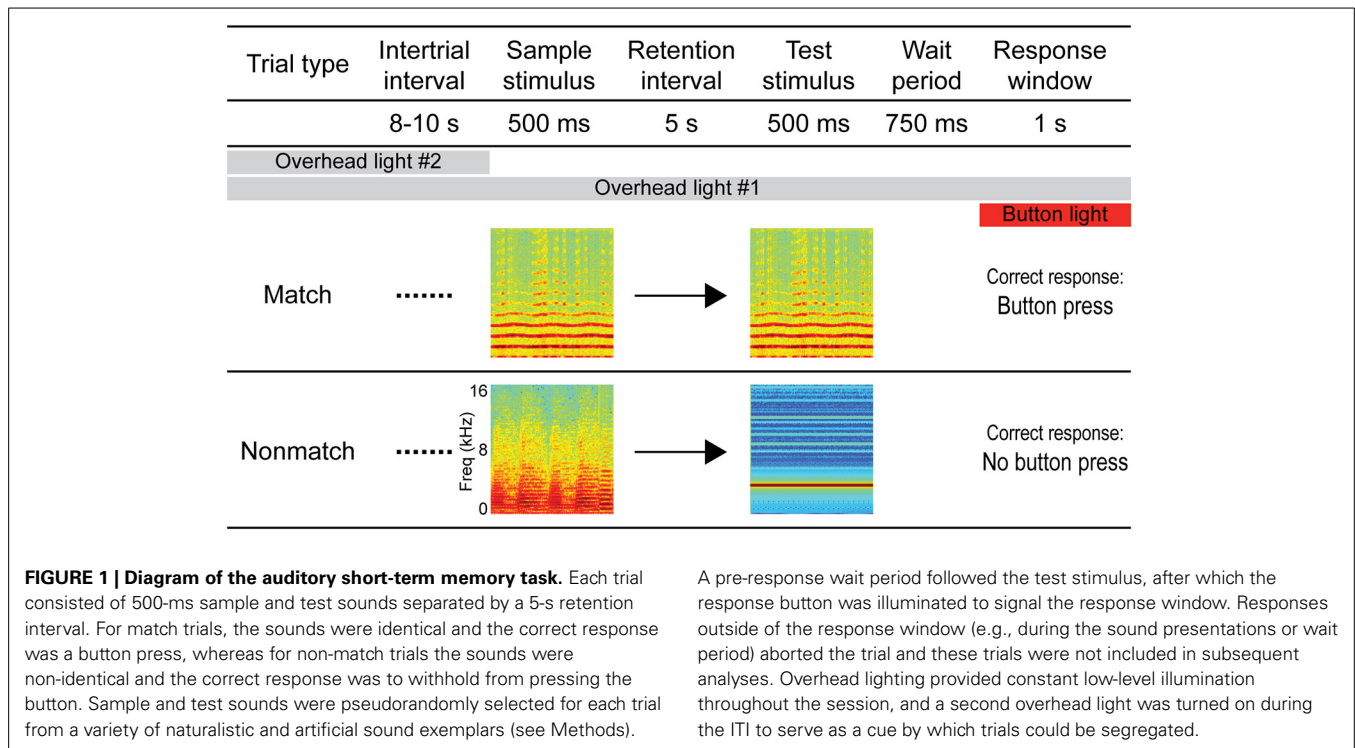 Trial type
Intertrial interval
Sample stimulus
Retention interval
Test stimulus
Wait period
Response window
8-10 s 500 ms 5 s 500 ms 750 ms 1 s
Overhead light #2
Overhead light #1
Button light
Match
Correct response:
Button press
16
8
0
Freq (kHz)
Nonmatch
Correct response:
No button press
FIGURE 1 | Diagram of the auditory short-term memory task. Each trial
consisted of 500-ms sample and test sounds separated by a 5-s retention
interval. For match trials, the sounds were identical and the correct response
was a button press, whereas for non-match trials the sounds were
non-identical and the correct response was to withhold from pressing the
button. Sample and test sounds were pseudorandomly selected for each trial
from a variety of naturalistic and artificial sound exemplars (see Methods).
A pre-response wait period followed the test stimulus, after which the
response button was illuminated to signal the response window. Responses
outside of the response window (e.g., during the sound presentations or wait
period) aborted the trial and these trials were not included in subsequent
analyses. Overhead lighting provided constant low-level illumination
throughout the session, and a second overhead light was turned on during
the ITI to serve as a cue by which trials could be segregated.